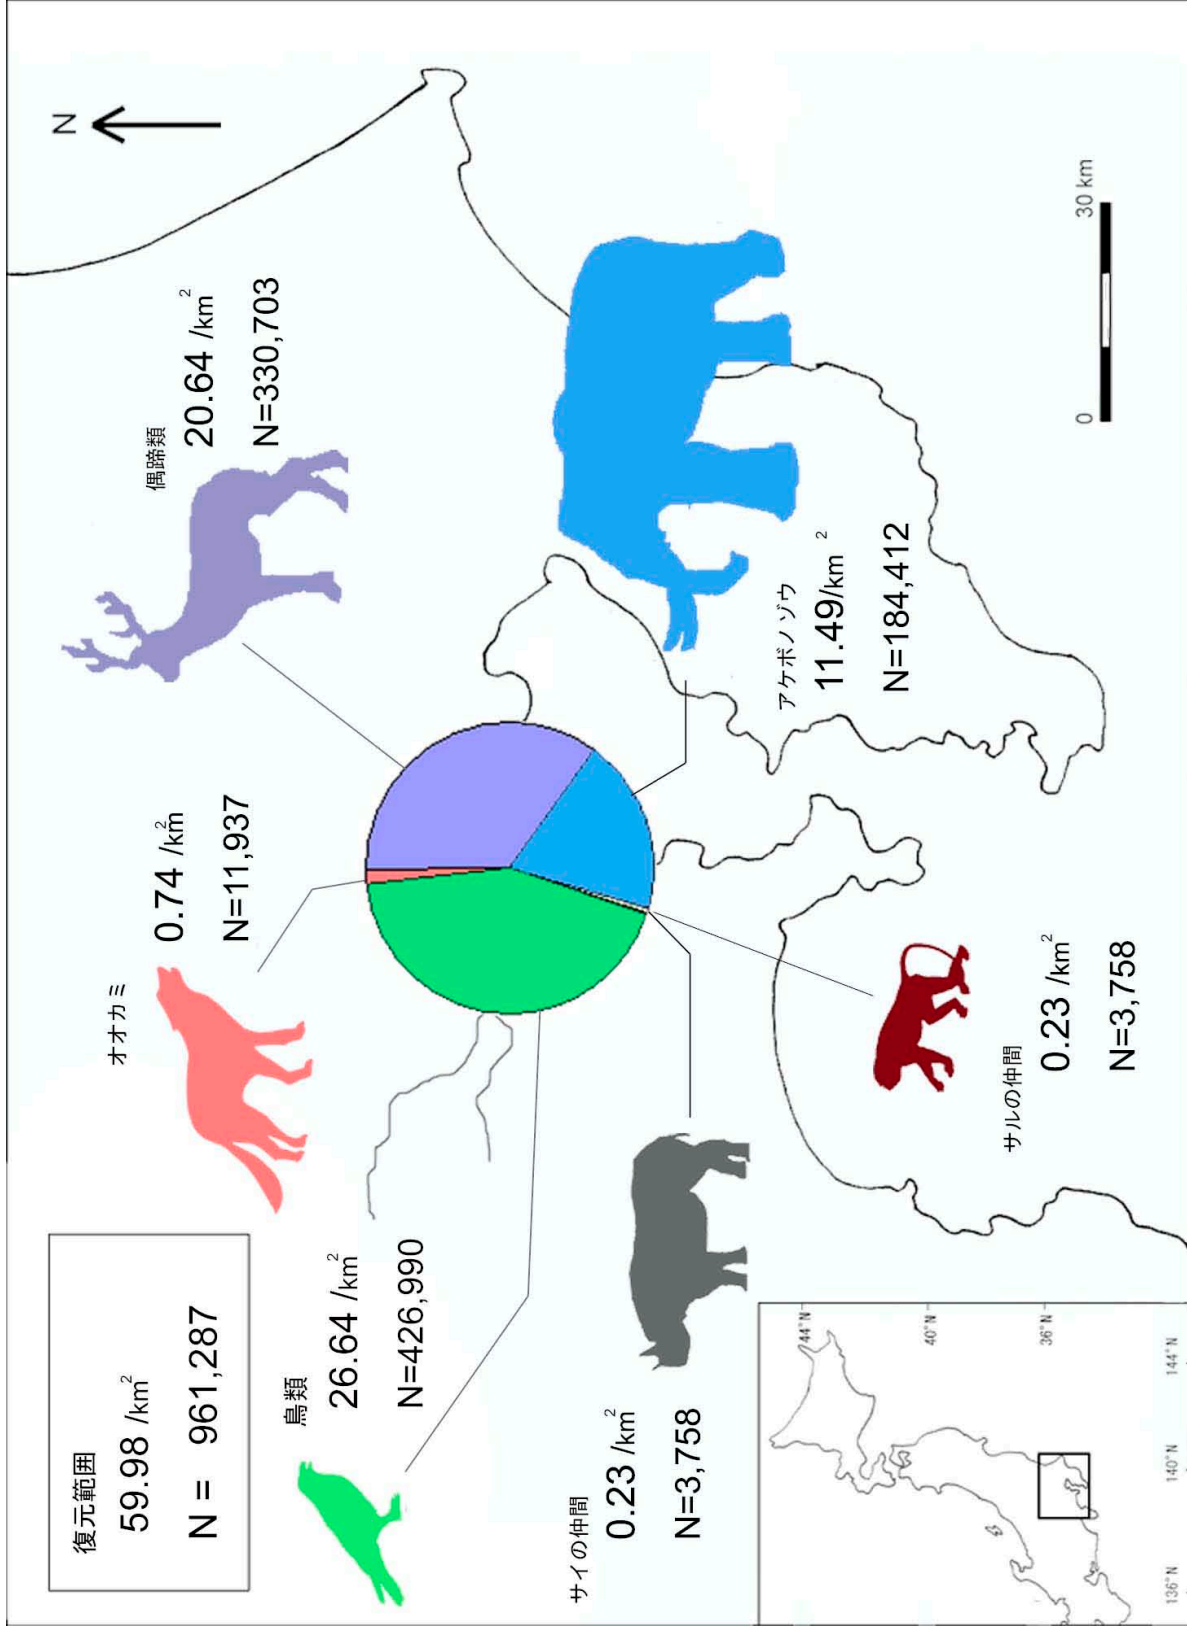 復元範囲
59.98 /km²
N = 961,287
オオカミ
0.74 /km²
N=11,937
偶蹄類
20.64 /km²
N=330,703
N
鳥類
26.64 /km²
N=426,990
サイの仲間
0.23 /km²
N=3,758
アケボノゾウ
11.49/km²
N=184,412
サルの仲間
0.23 /km²
N=3,758
0
30 km
44°N
40°N
36°N
136°N
140°N
144°N